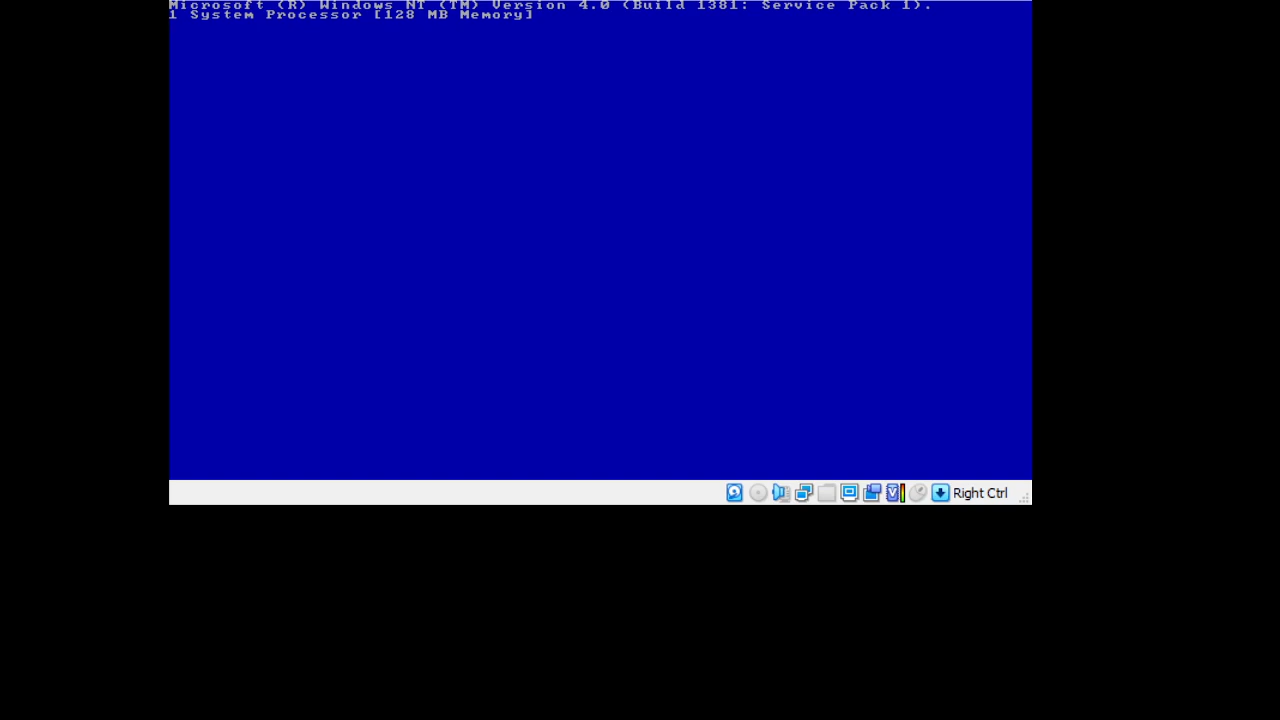 Microsoft (R) Windows NT (TM) Version 4.0 (Build 1381: Service Pack 1).
1 System Processor [128 MB Memory]
Right Ctrl